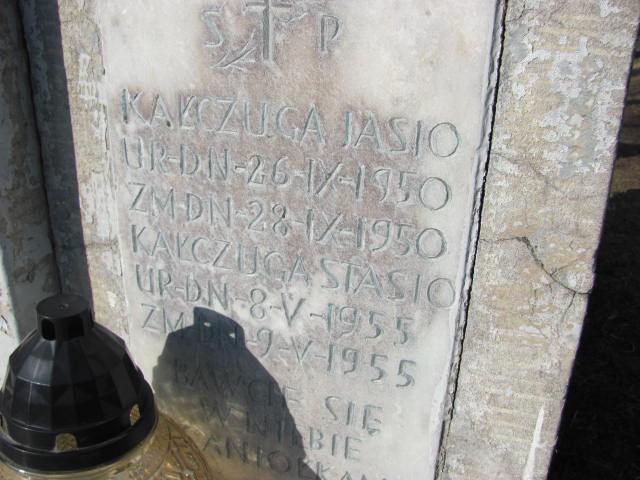 S P
KAŁCZUGA JASIO
UR-DN-26-IX-1950
ZM-DN-28-IX-1950
KAŁCZUGA STASIO
UR-DN-8-V-1955
ZM-DN-9-V-1955
BAWCIE SIĘ
W NIEBIE